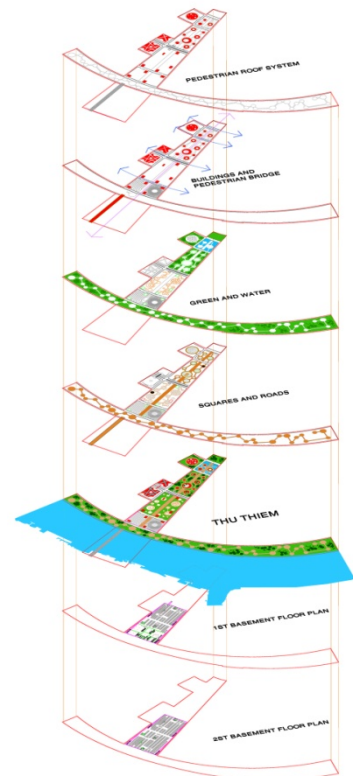 PEDESTRIAN ROOF SYSTEM
BUILDINGS AND
PEDESTRIAN BRIDGE
GREEN AND WATER
SQUARES AND ROADS
THU THIEM
1ST BASEMENT FLOOR PLAN
2ST BASEMENT FLOOR PLAN